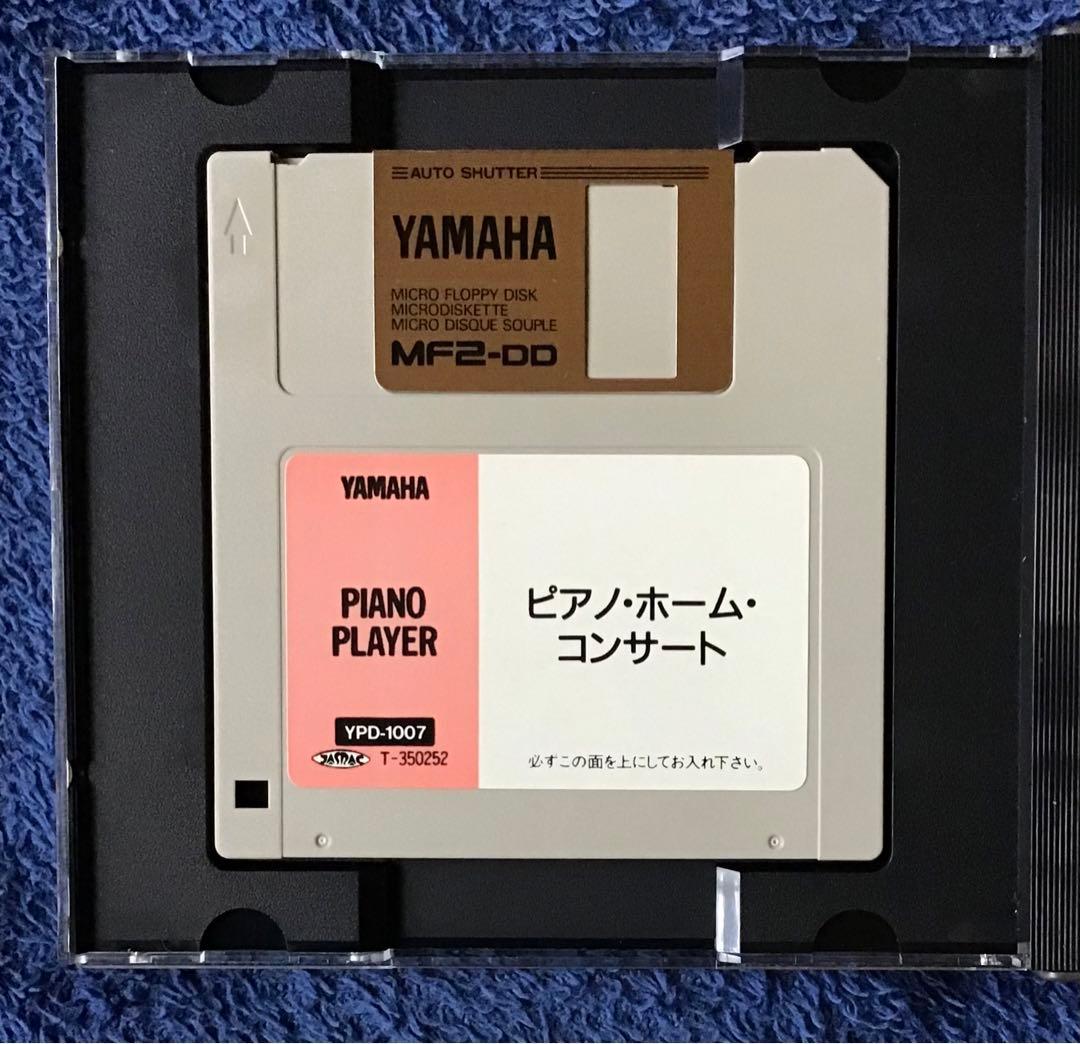 AUTO SHUTTER
YAMAHA
MICRO FLOPPY DISK
MICRODISKETTE
MICRO DISQUE SOUPLE
MF2-DD
YAMAHA
PIANO
PLAYER
YPD-1007
JASRAC T-350252
ピアノ・ホーム・
コンサート
必ずこの面を上にしてお入れ下さい。